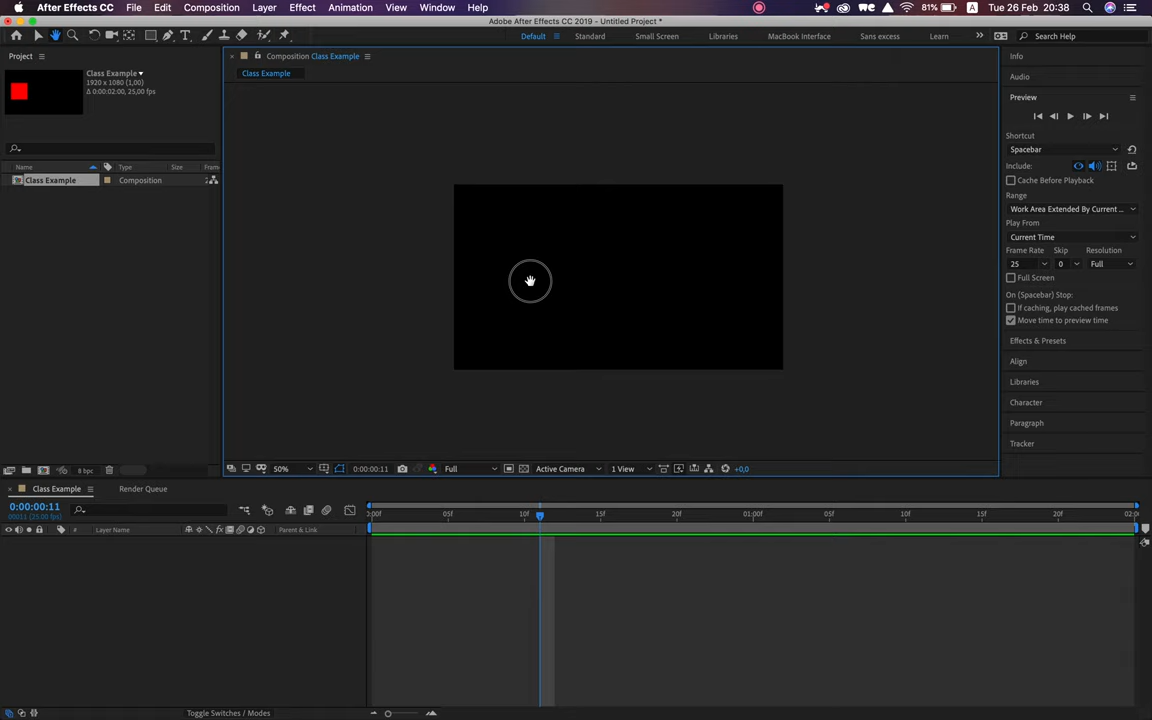 After Effects CC File Edit Composition Layer Effect Animation View Window Help 81% A Tue 26 Feb 20:38
Adobe After Effects CC 2019 - Untitled Project *
Default Standard Small Screen Libraries MacBook Interface Sans excess Learn Search Help
Project
Composition Class Example
Class Example
Class Example
1920 x 1080 (1,00)
Δ 0:00:02:00, 25,00 fps
Name Type Size Fram
Class Example Composition
8 bpc
50% 0:00:00:11 Full Active Camera 1 View +0,0
Info
Audio
Preview
Shortcut
Spacebar
Include:
Cache Before Playback
Range
Work Area Extended By Current ...
Play From
Current Time
Frame Rate Skip Resolution
25 0 Full
Full Screen
On (Spacebar) Stop:
If caching, play cached frames
Move time to preview time
Effects & Presets
Align
Libraries
Character
Paragraph
Tracker
Class Example Render Queue
0:00:00:11
00011 (25.00 fps)
# Layer Name Parent & Link
:00f 05f 10f 15f 20f 01:00f 05f 10f 15f 20f 02:0
Toggle Switches / Modes